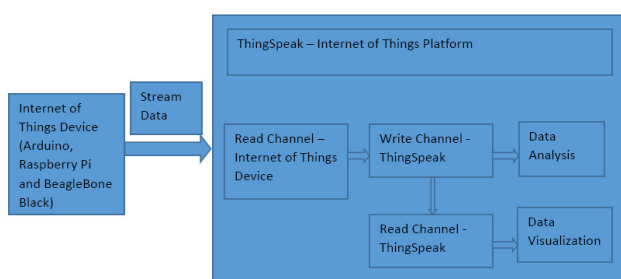 ThingSpeak – Internet of Things Platform
Stream
Data
Internet of
Things Device
(Arduino,
Raspberry Pi
and BeagleBone
Black)
Read Channel –
Internet of Things
Device
Write Channel -
ThingSpeak
Data
Analysis
Read Channel -
ThingSpeak
Data
Visualization